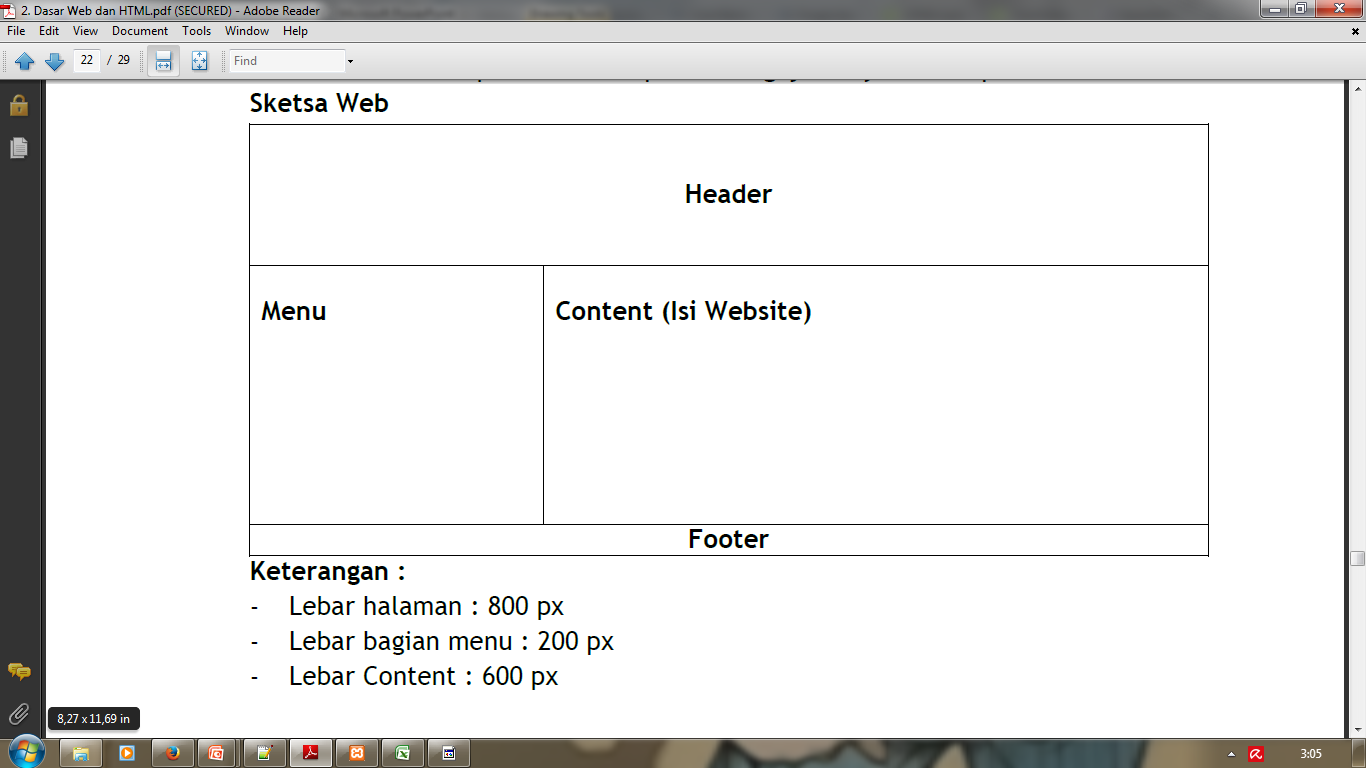 2. Dasar Web dan HTML.pdf (SECURED) - Adobe Reader
File Edit View Document Tools Window Help
22 / 29 Find
Sketsa Web
Header
Menu Content (Isi Website)
Footer
Keterangan :
- Lebar halaman : 800 px
- Lebar bagian menu : 200 px
- Lebar Content : 600 px
8,27 x 11,69 in
3:05